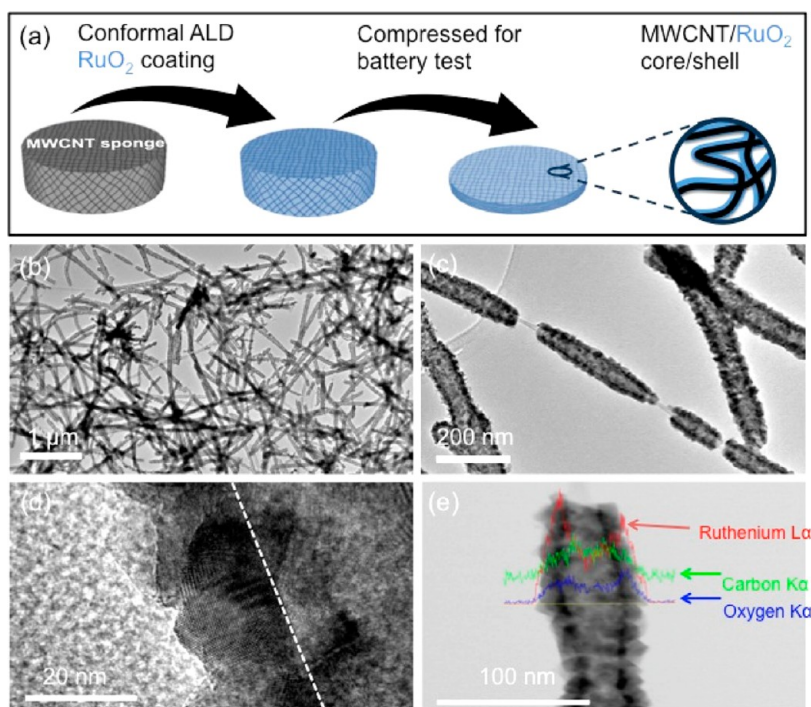 (a)
Conformal ALD
RuO₂ coating
Compressed for
battery test
MWCNT/RuO₂
core/shell
MWCNT sponge
(b)
1 μm
(c)
200 nm
(d)
20 nm
(e)
Ruthenium Lα
Carbon Kα
Oxygen Kα
100 nm